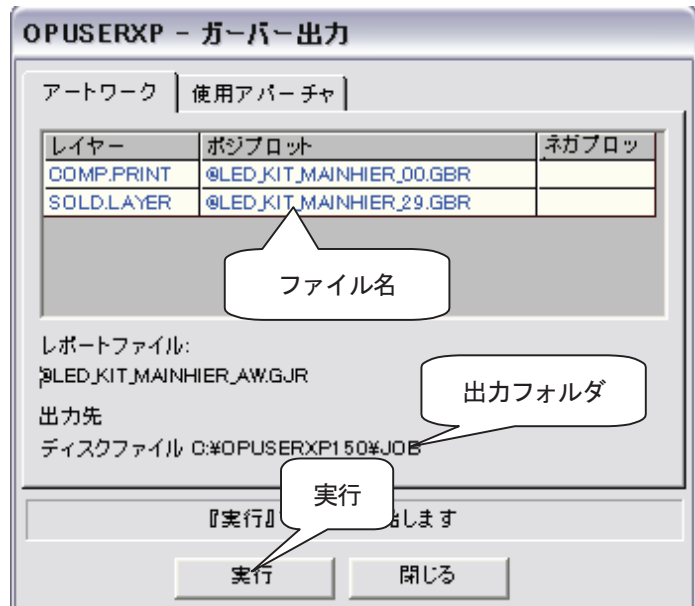 OPUSERXP - ガーバー出力
アートワーク 使用アパーチャ
レイヤー ポジプロット ネガプロッ
COMP.PRINT @LED_KIT_MAINHIER_00.GBR
SOLD.LAYER @LED_KIT_MAINHIER_29.GBR
ファイル名
レポートファイル:
@LED_KIT_MAINHIER_AW.GJR
出力フォルダ
出力先
ディスクファイル C:¥OPUSERXP150¥JOB
実行
『実行』 します
実行 閉じる